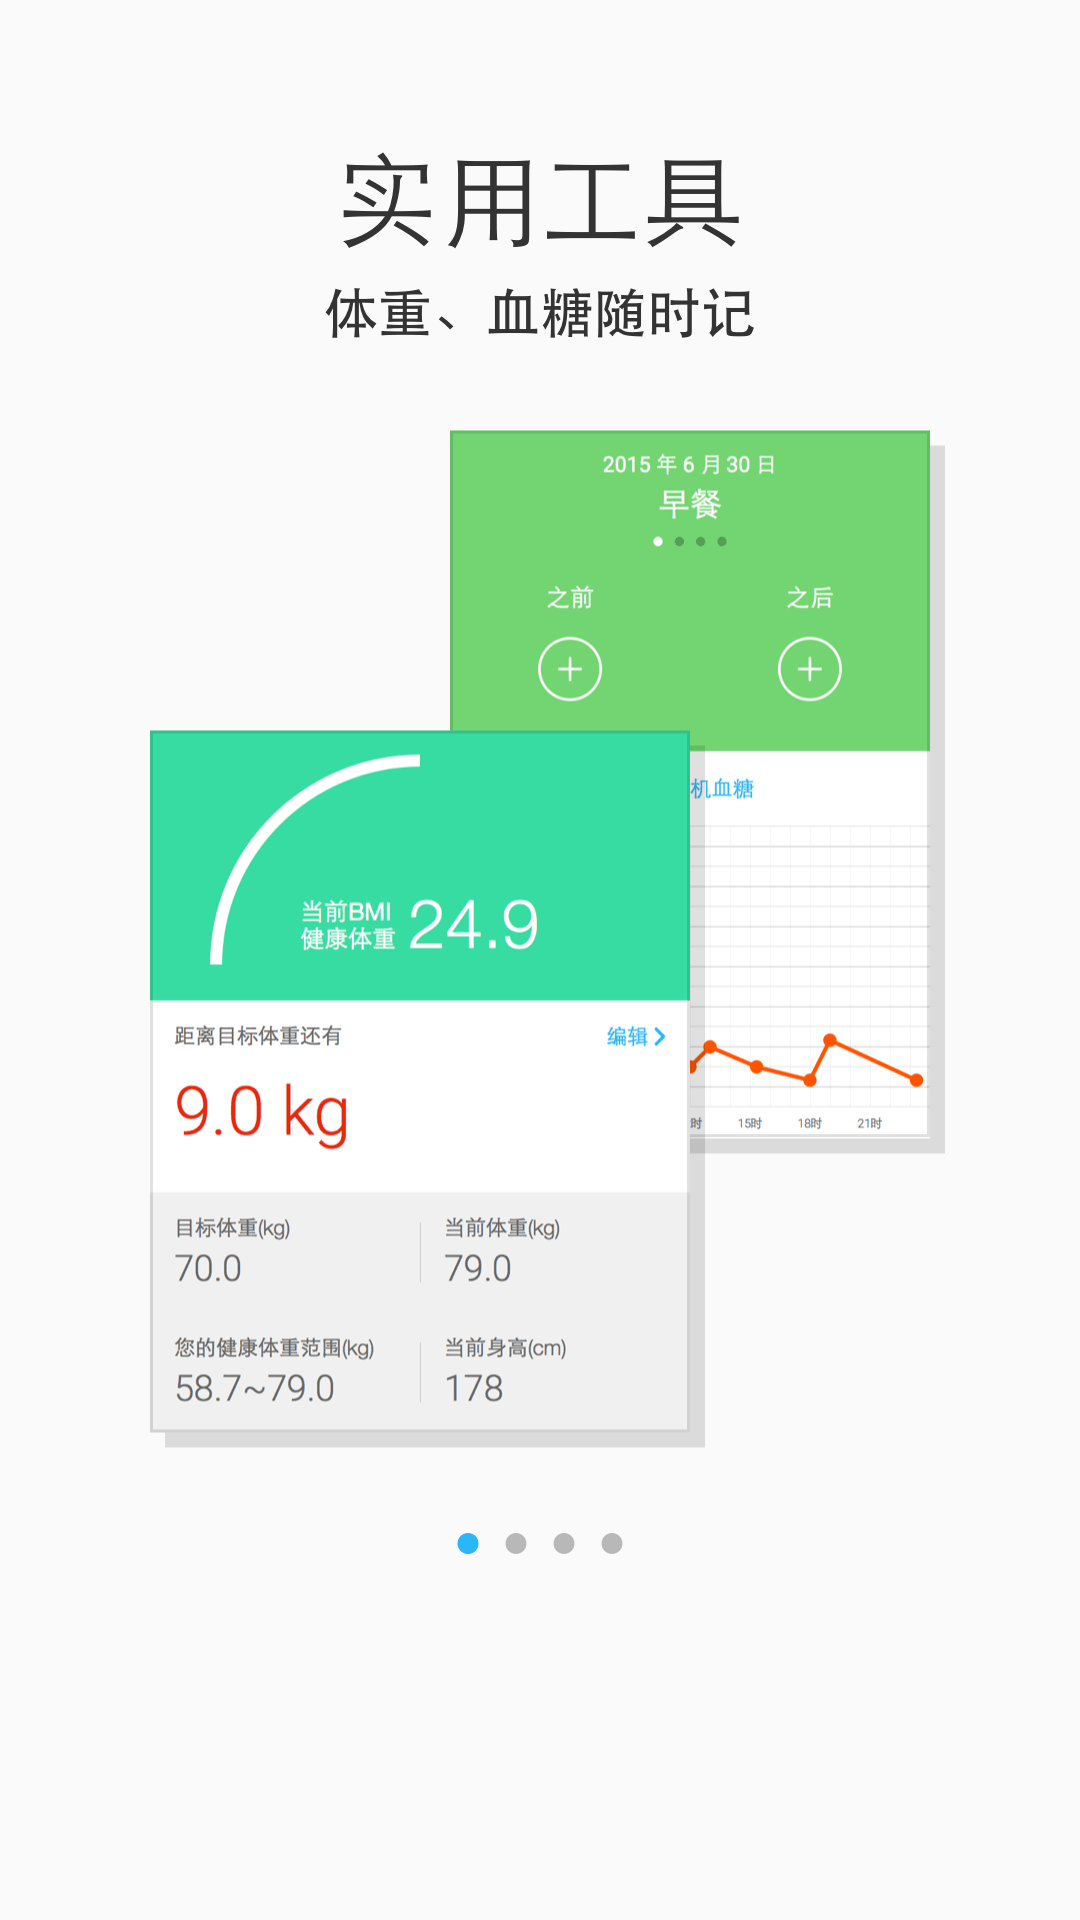 实用工具
体重、血糖随时记
2015 年 6 月 30 日
早餐
之前 之后
机血糖
时 15时 18时 21时
当前BMI
健康体重 24.9
距离目标体重还有 编辑
9.0 kg
目标体重(kg) 当前体重(kg)
70.0 79.0
您的健康体重范围(kg) 当前身高(cm)
58.7~79.0 178